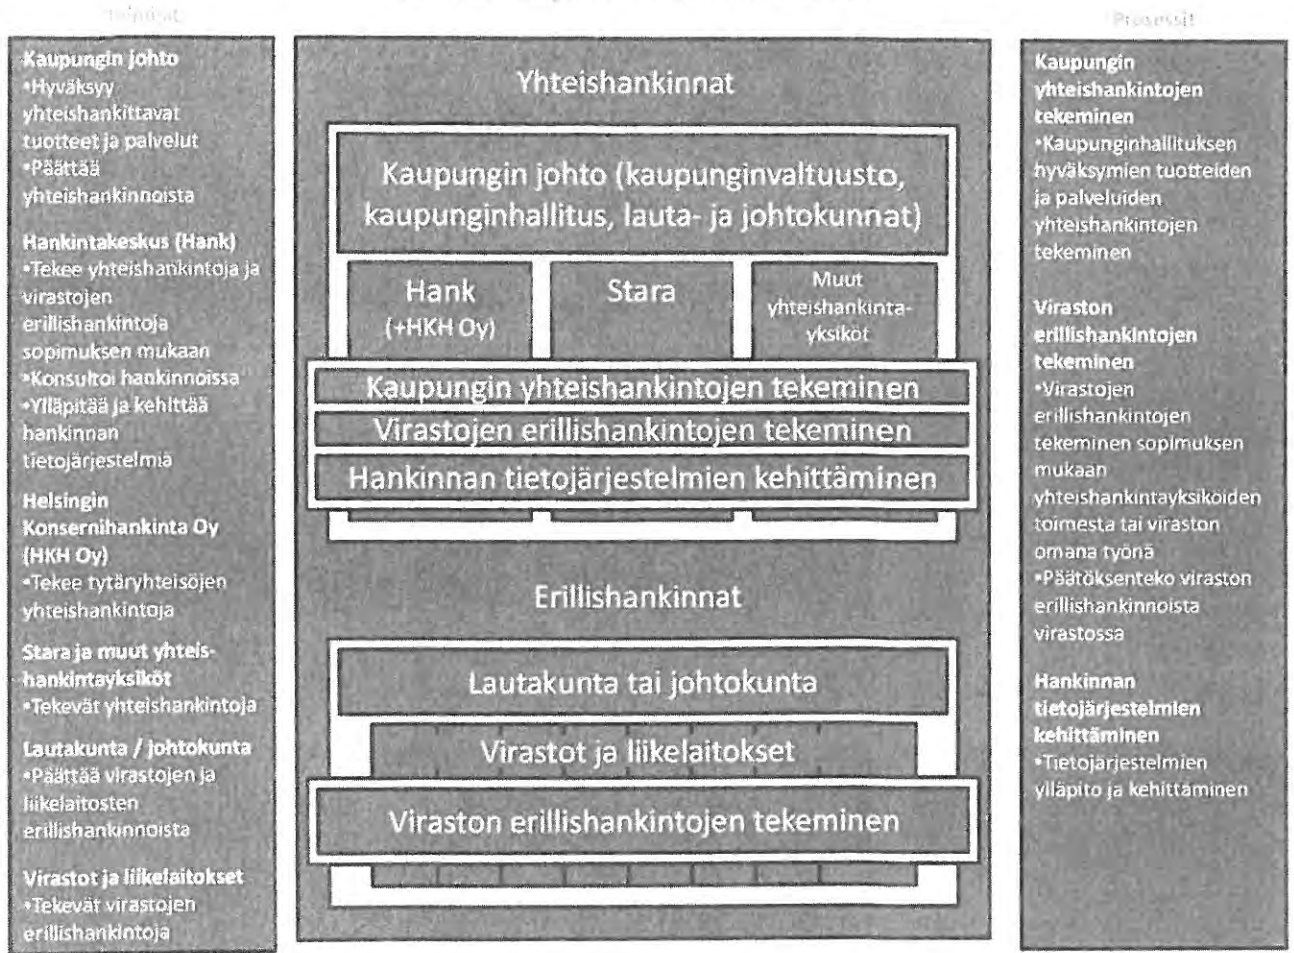 Toimijat
Kaupungin johto
•Hyväksyy
yhteishankittavat
tuotteet ja palvelut
•Päättää
yhteishankinnoista
Hankintakeskus (Hank)
•Tekee yhteishankintoja ja
virastojen
erillishankintoja
sopimuksen mukaan
•Konsultoi hankinnoissa
•Ylläpitää ja kehittää
hankinnan
tietojärjestelmiä
Helsingin
Konsernihankinta Oy
(HKH Oy)
•Tekee tytäryhteisöjen
yhteishankintoja
Stara ja muut yhteis-
hankintayksiköt
•Tekevät yhteishankintoja
Lautakunta / johtokunta
•Päättää virastojen ja
liikelaitosten
erillishankinnoista
Virastot ja liikelaitokset
•Tekevät virastojen
erillishankintoja
Yhteishankinnat
Kaupungin johto (kaupunginvaltuusto,
kaupunginhallitus, lauta- ja johtokunnat)
Hank
(+HKH Oy)
Stara
Muut
yhteishankinta-
yksiköt
Kaupungin yhteishankintojen tekeminen
Virastojen erillishankintojen tekeminen
Hankinnan tietojärjestelmien kehittäminen
Erillishankinnat
Lautakunta tai johtokunta
Virastot ja liikelaitokset
Viraston erillishankintojen tekeminen
Prosessit
Kaupungin
yhteishankintojen
tekeminen
•Kaupunginhallituksen
hyväksymien tuotteiden
ja palveluiden
yhteishankintojen
tekeminen
Viraston
erillishankintojen
tekeminen
•Virastojen
erillishankintojen
tekeminen sopimuksen
mukaan
yhteishankintayksiköiden
toimesta tai viraston
omana työnä
•Päätöksenteko viraston
erillishankinnoista
virastossa
Hankinnan
tietojärjestelmien
kehittäminen
•Tietojärjestelmien
ylläpito ja kehittäminen